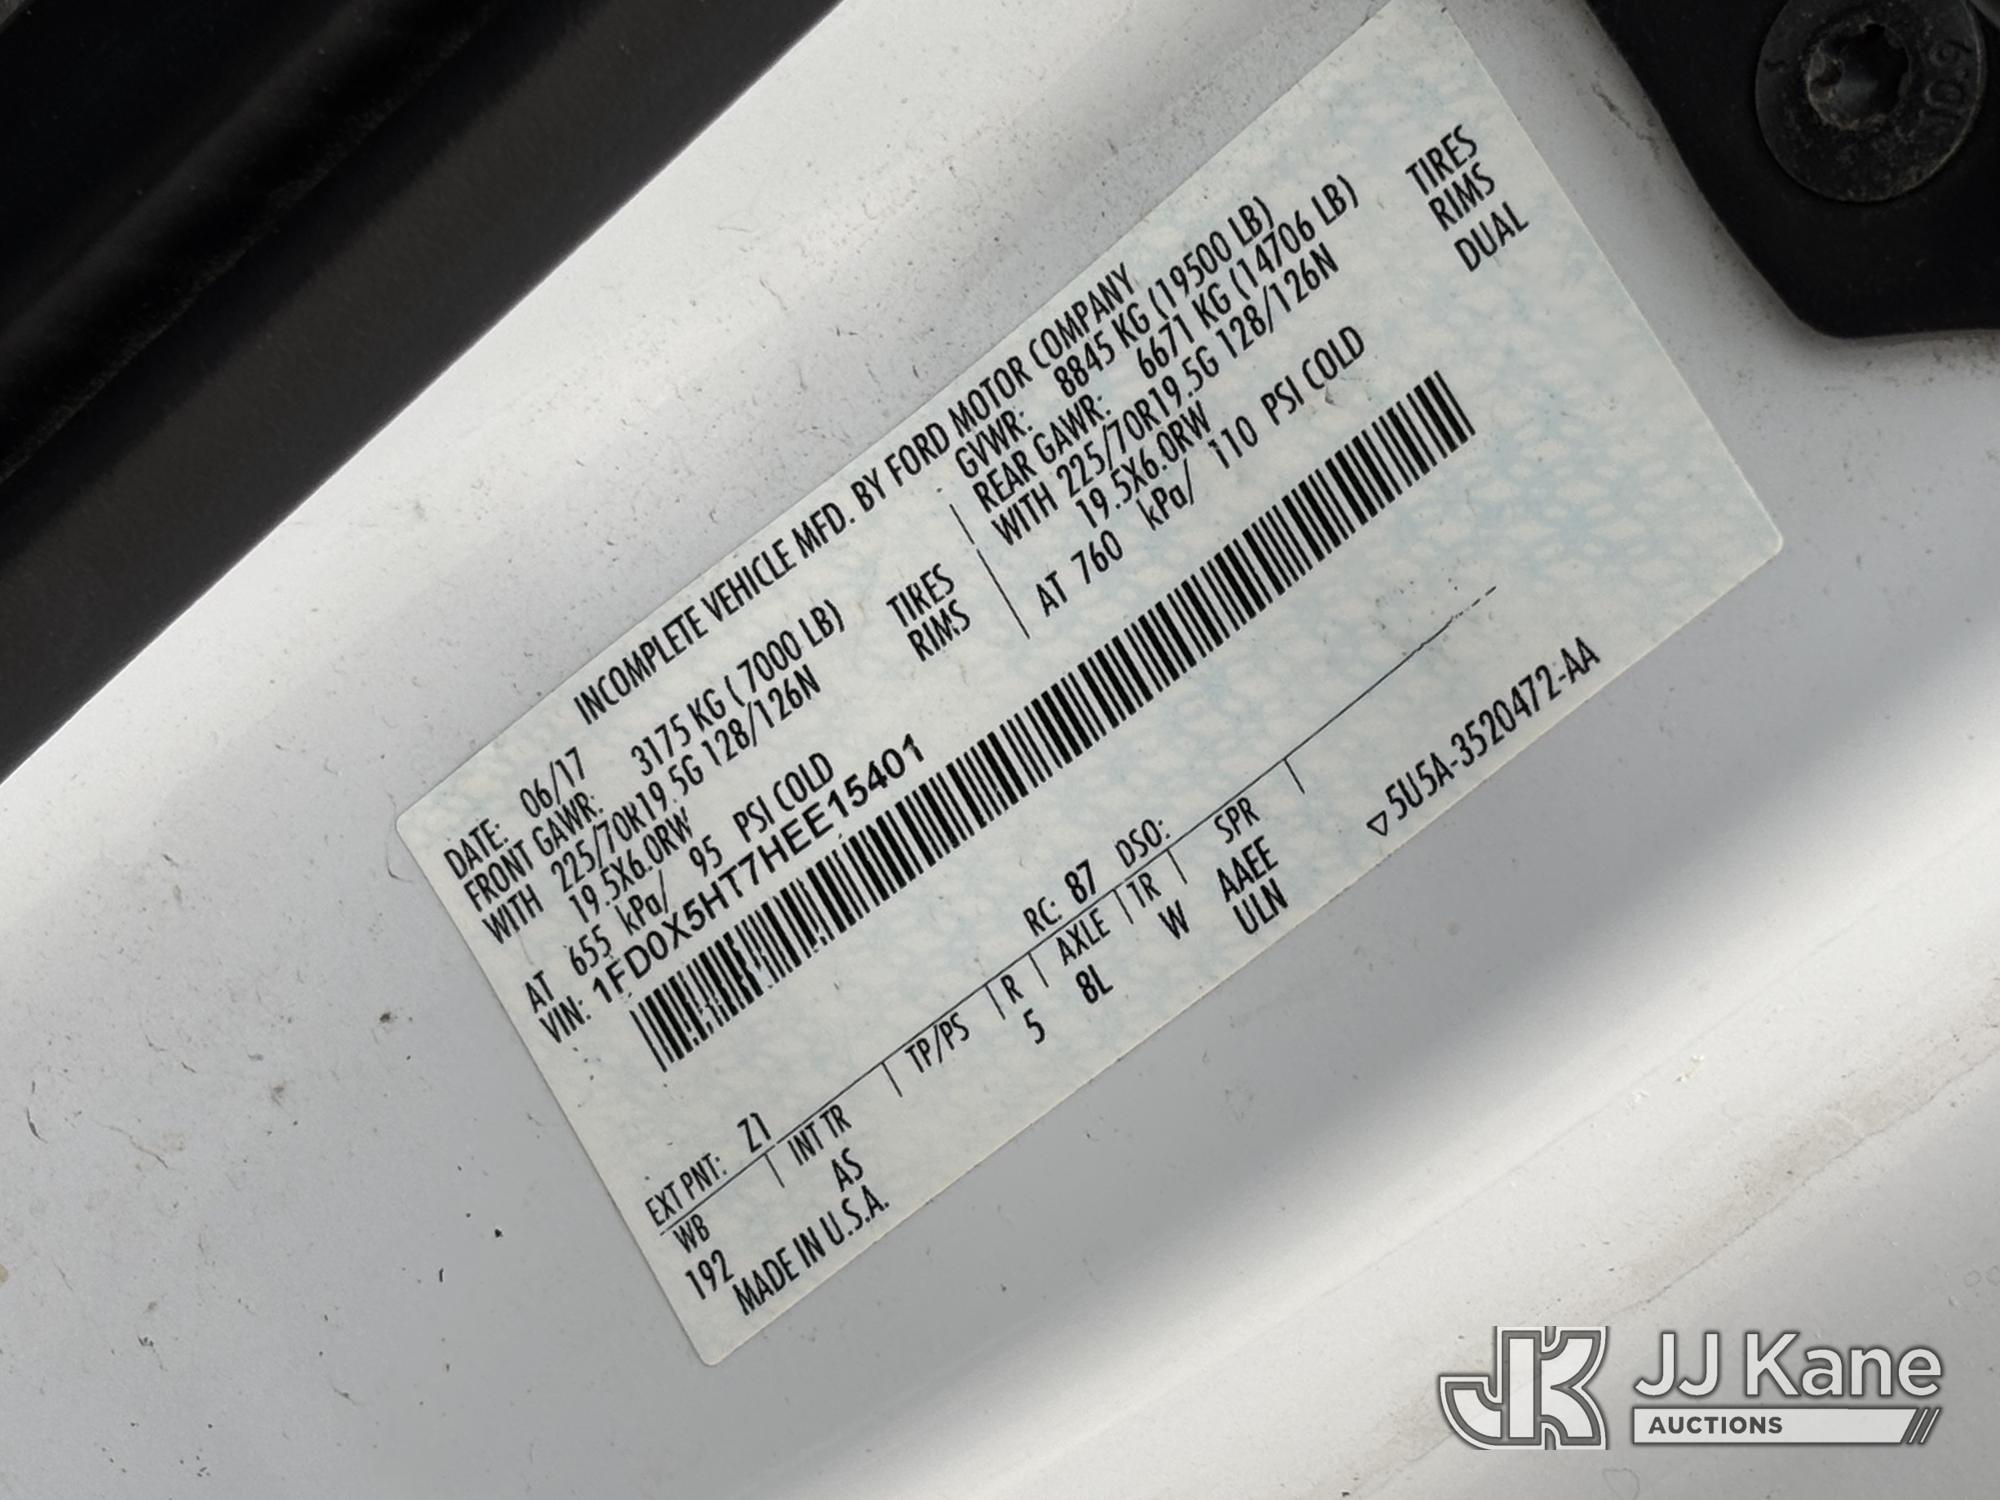 INCOMPLETE VEHICLE MFD. BY FORD MOTOR COMPANY
DATE: 06/17 GVWR: 8845 KG (19500 LB)
FRONT GAWR: 3175 KG ( 7000 LB) REAR GAWR: 6671 KG (14706 LB)
WITH 225/70R19.5G 128/126N TIRES WITH 225/70R19.5G 128/126N TIRES
19.5X6.0RW RIMS 19.5X6.0RW RIMS
AT 655 kPa/ 95 PSI COLD AT 760 kPa/ 110 PSI COLD DUAL
VIN: 1FD0X5HT7HEE15401
EXT PNT: Z1 RC: 87 DSO:
WB INT TR TP/PS R AXLE TR SPR
192 AS 5 8L W AAEE
ULN
MADE IN U.S.A.
▽5U5A-3520472-AA
10.9
JK JJ Kane
AUCTIONS